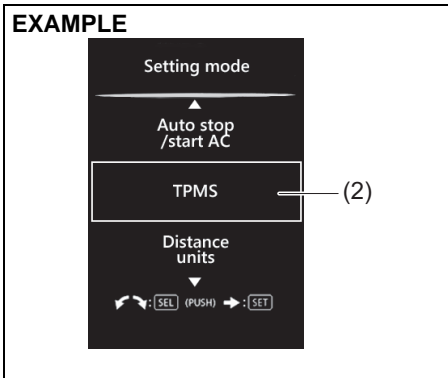 EXAMPLE
Setting mode
Auto stop
/start AC
TPMS
(2)
Distance
units
:SEL (PUSH) :SET